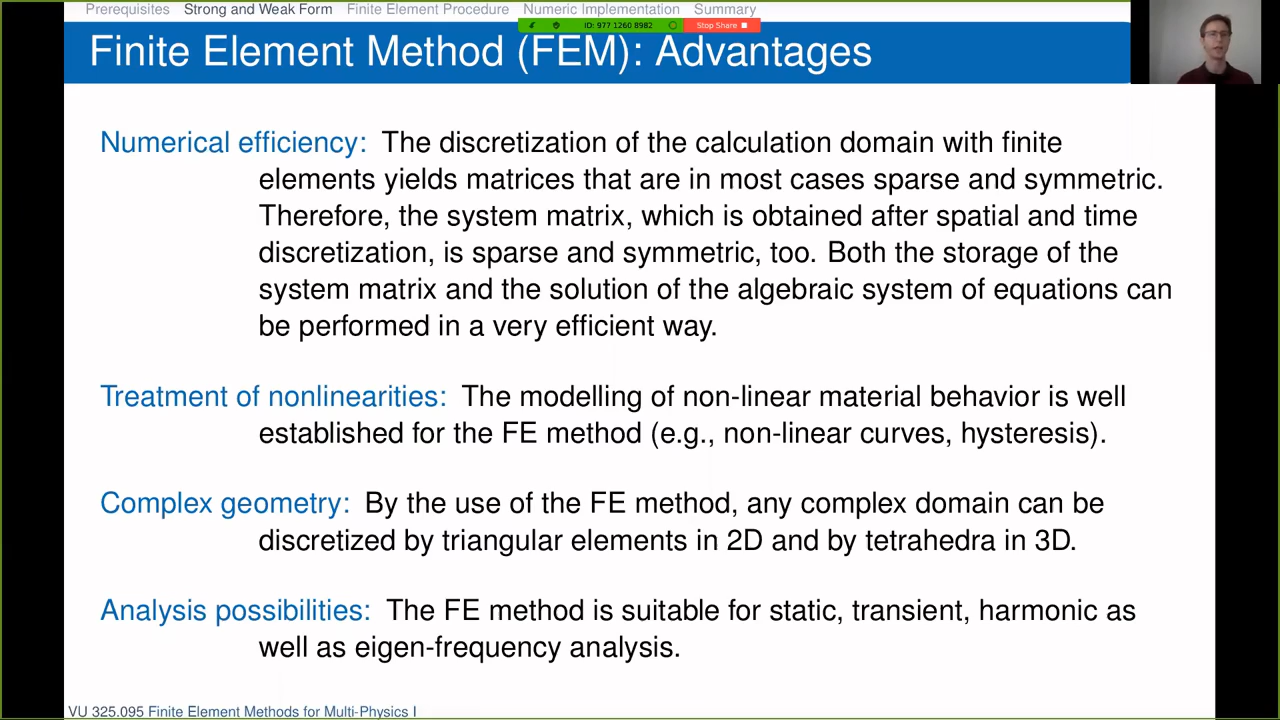 Prerequisites Strong and Weak Form Finite Element Procedure Numeric Implementation Summary
ID: 977 1260 8982 Stop Share
Finite Element Method (FEM): Advantages
Numerical efficiency: The discretization of the calculation domain with finite
elements yields matrices that are in most cases sparse and symmetric.
Therefore, the system matrix, which is obtained after spatial and time
discretization, is sparse and symmetric, too. Both the storage of the
system matrix and the solution of the algebraic system of equations can
be performed in a very efficient way.
Treatment of nonlinearities: The modelling of non-linear material behavior is well
established for the FE method (e.g., non-linear curves, hysteresis).
Complex geometry: By the use of the FE method, any complex domain can be
discretized by triangular elements in 2D and by tetrahedra in 3D.
Analysis possibilities: The FE method is suitable for static, transient, harmonic as
well as eigen-frequency analysis.
VU 325.095 Finite Element Methods for Multi-Physics I